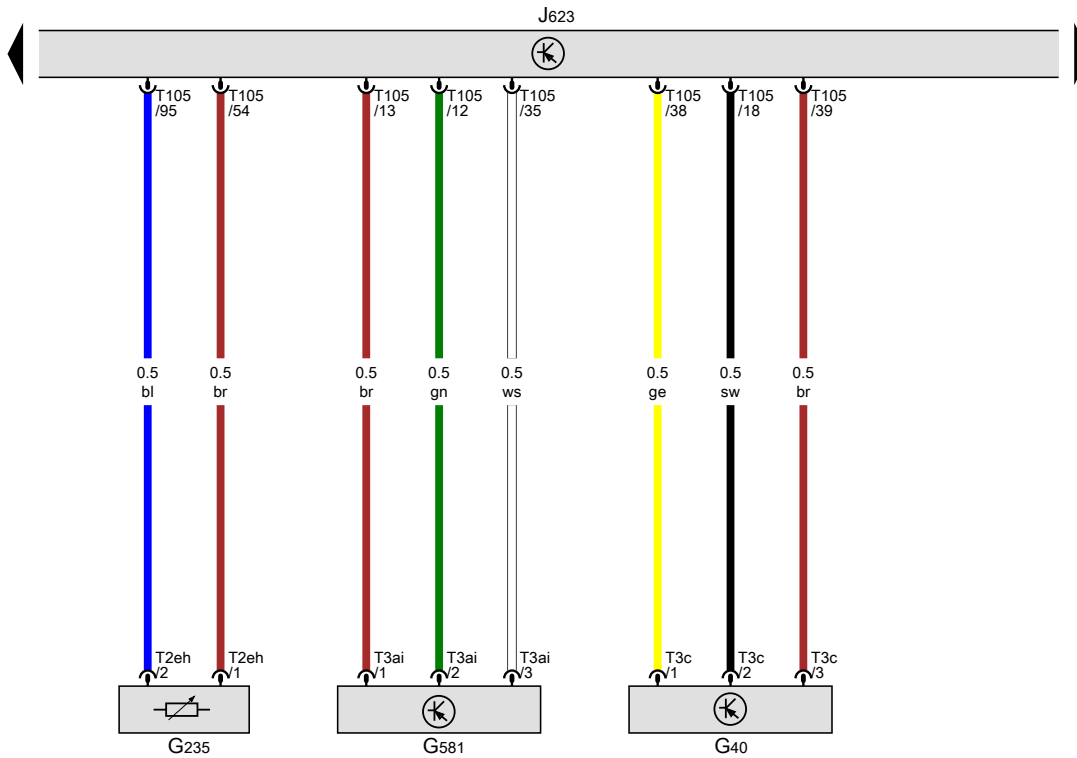 J623
T105 T105 T105 T105 T105 T105 T105 T105
/95 /54 /13 /12 /35 /38 /18 /39
0.5 0.5 0.5 0.5 0.5 0.5 0.5 0.5
bl br br gn ws ge sw br
T2eh T2eh T3ai T3ai T3ai T3c T3c T3c
/2 /1 /1 /2 /3 /1 /2 /3
G235 G581 G40